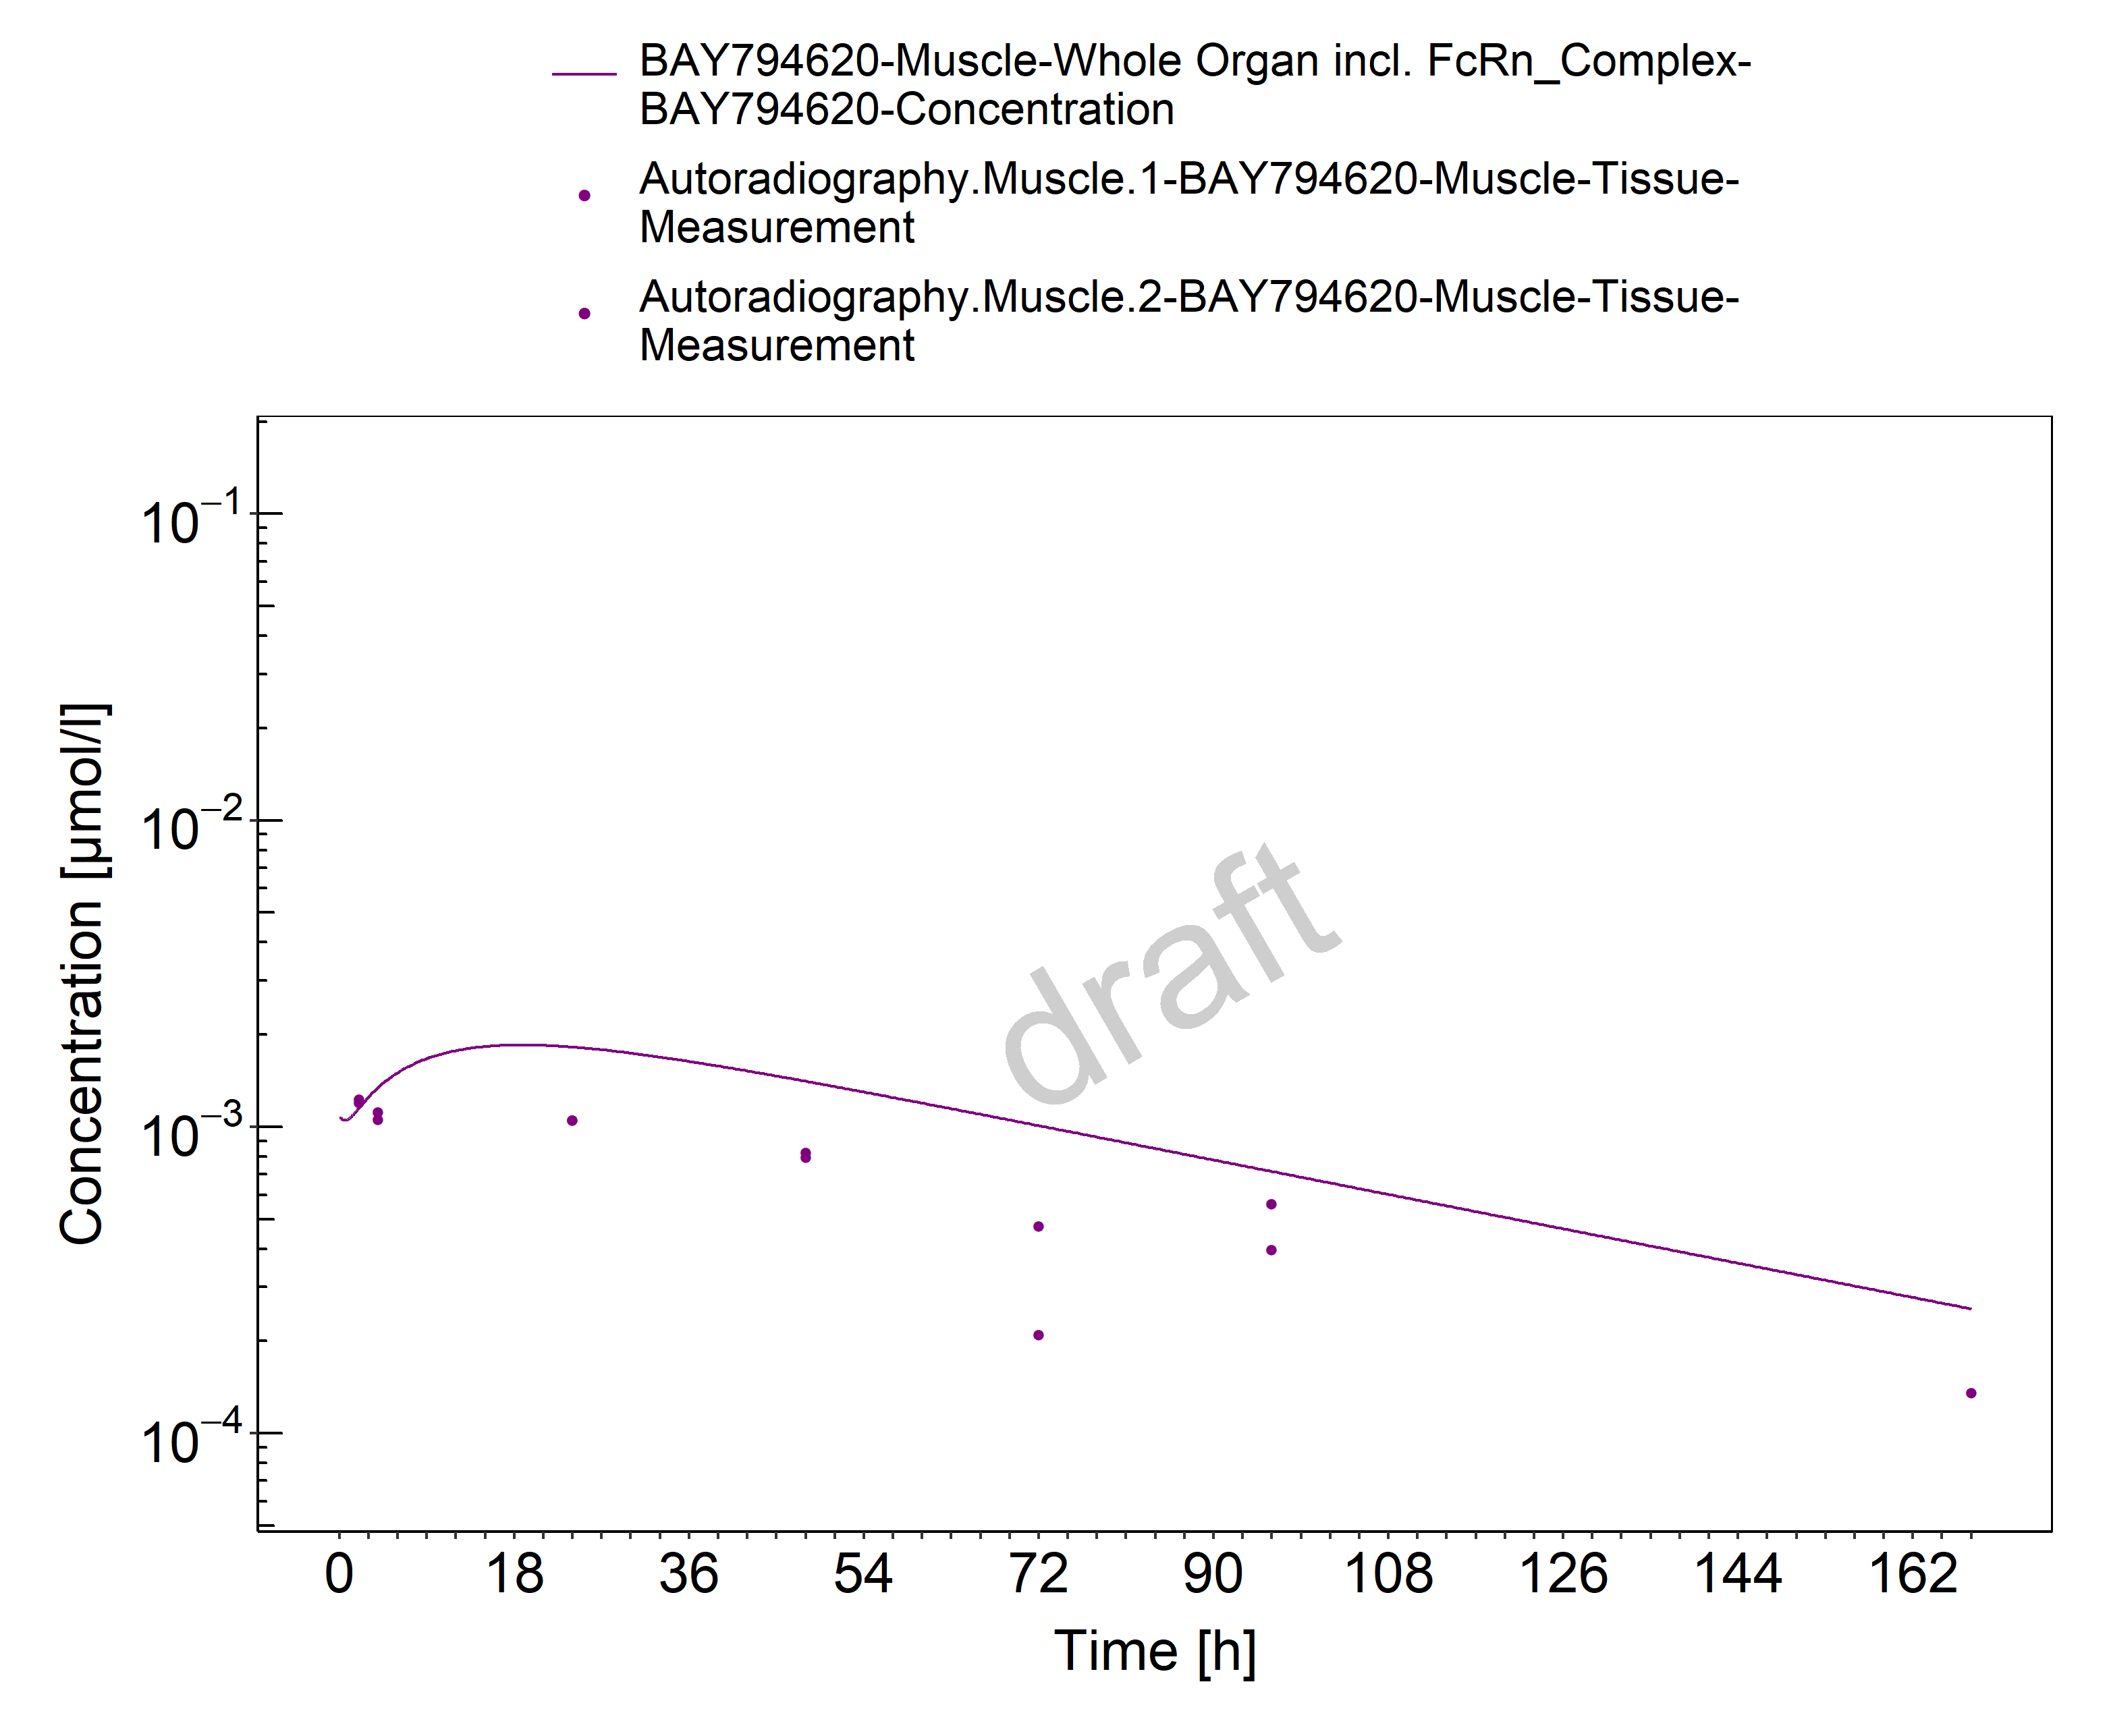 BAY794620-Muscle-Whole Organ incl. FcRn_Complex-
BAY794620-Concentration
Autoradiography.Muscle.1-BAY794620-Muscle-Tissue-
Measurement
Autoradiography.Muscle.2-BAY794620-Muscle-Tissue-
Measurement
10⁻¹
10⁻²
10⁻³
10⁻⁴
Concentration [µmol/l]
draft
0 18 36 54 72 90 108 126 144 162
Time [h]